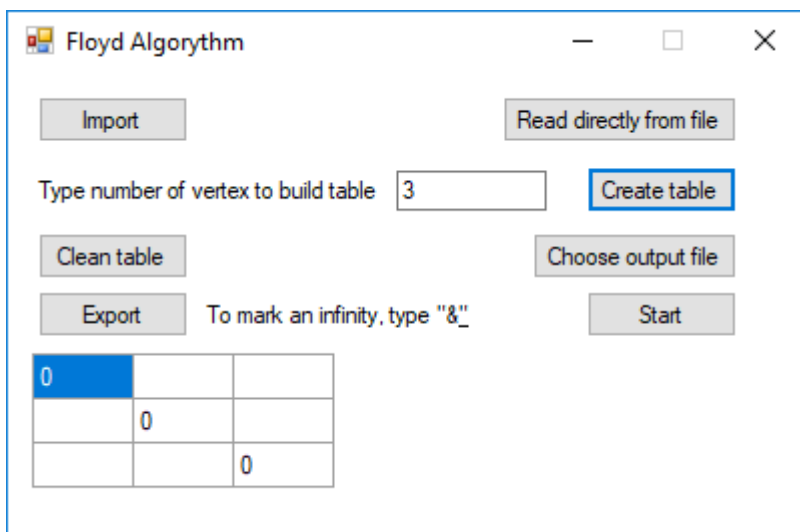 Floyd Algorythm
Import
Read directly from file
Type number of vertex to build table
3
Create table
Clean table
Choose output file
Export
To mark an infinity, type "&"
Start
0
0
0